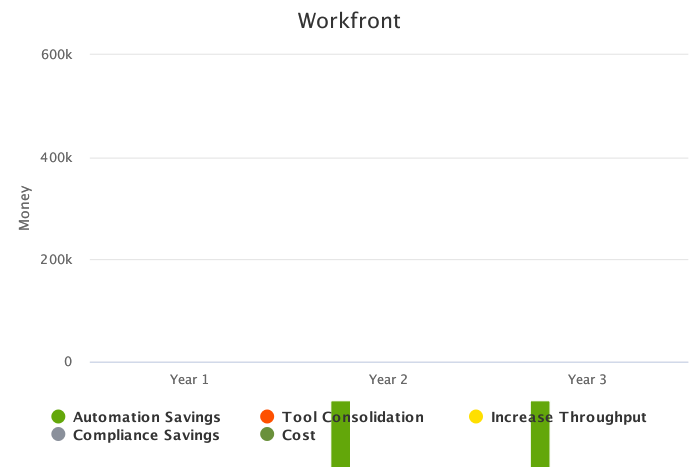 Workfront
600k
400k
Money
200k
0
Year 1 Year 2 Year 3
Automation Savings Tool Consolidation Increase Throughput
Compliance Savings Cost